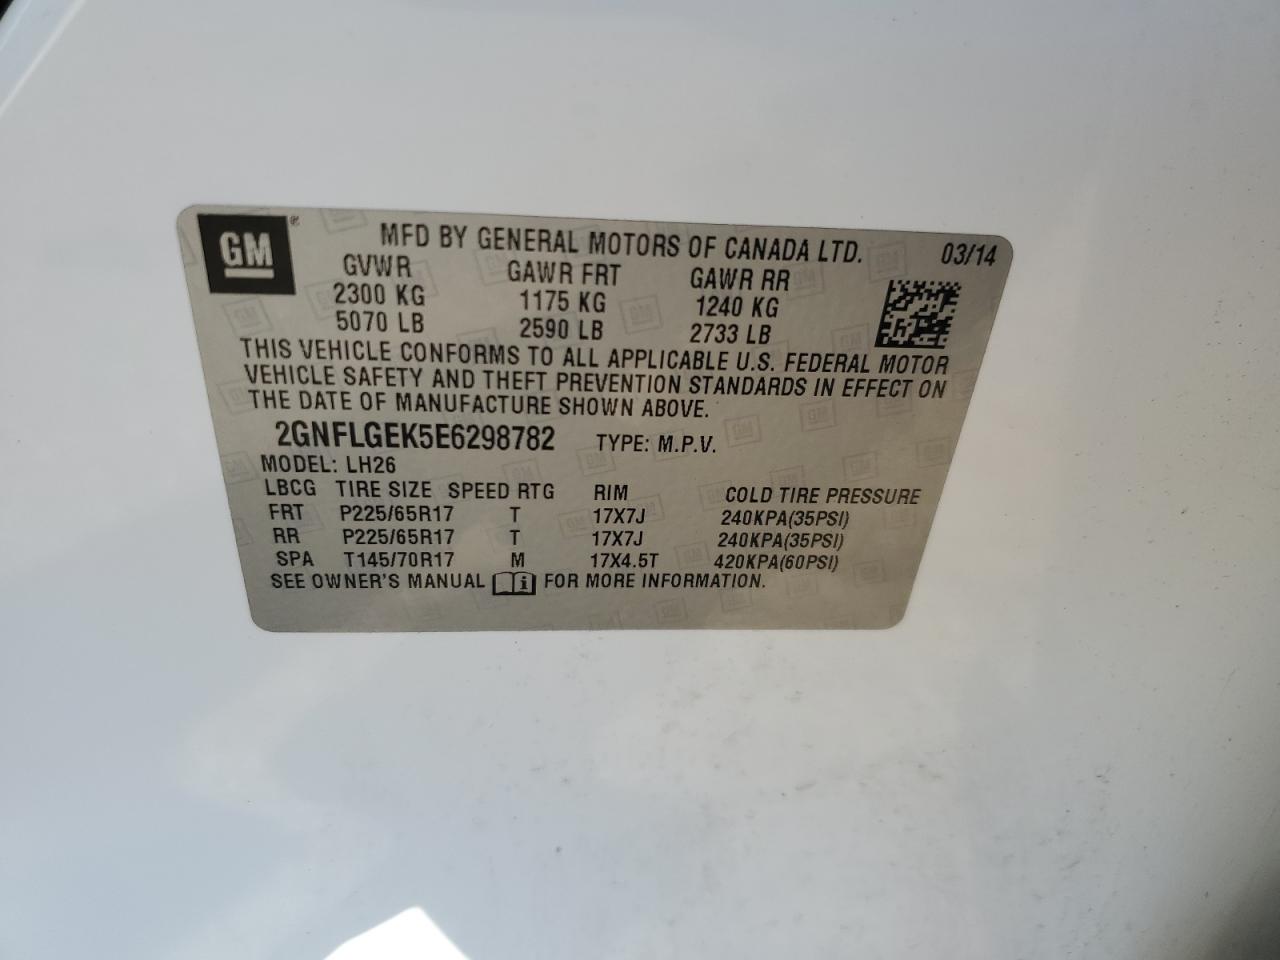 GM ®
MFD BY GENERAL MOTORS OF CANADA LTD. 03/14
GVWR GAWR FRT GAWR RR
2300 KG 1175 KG 1240 KG
5070 LB 2590 LB 2733 LB
THIS VEHICLE CONFORMS TO ALL APPLICABLE U.S. FEDERAL MOTOR
VEHICLE SAFETY AND THEFT PREVENTION STANDARDS IN EFFECT ON
THE DATE OF MANUFACTURE SHOWN ABOVE.
2GNFLGEK5E6298782 TYPE: M.P.V.
MODEL: LH26
LBCG TIRE SIZE SPEED RTG RIM COLD TIRE PRESSURE
FRT P225/65R17 T 17X7J 240KPA(35PSI)
RR P225/65R17 T 17X7J 240KPA(35PSI)
SPA T145/70R17 M 17X4.5T 420KPA(60PSI)
SEE OWNER'S MANUAL i FOR MORE INFORMATION.